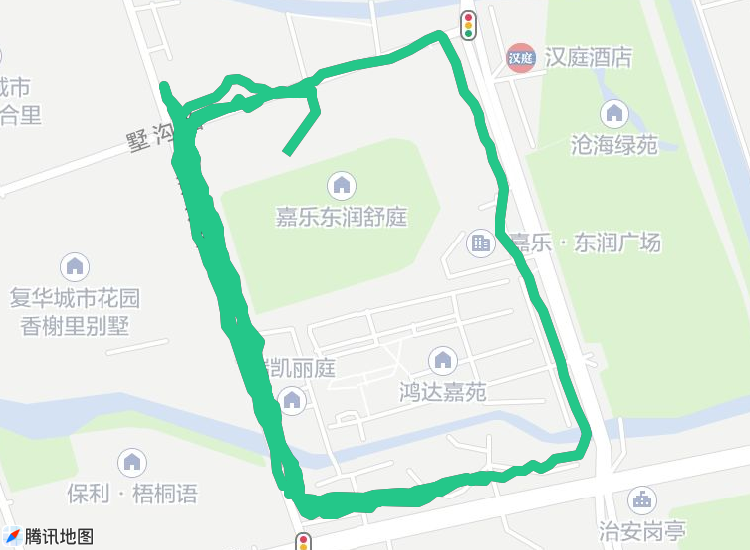 汉庭
汉庭酒店
城市
合里
墅沟
沧海绿苑
嘉乐东润舒庭
嘉乐·东润广场
复华城市花园
香榭里别墅
凯丽庭
鸿达嘉苑
保利·梧桐语
治安岗亭
腾讯地图